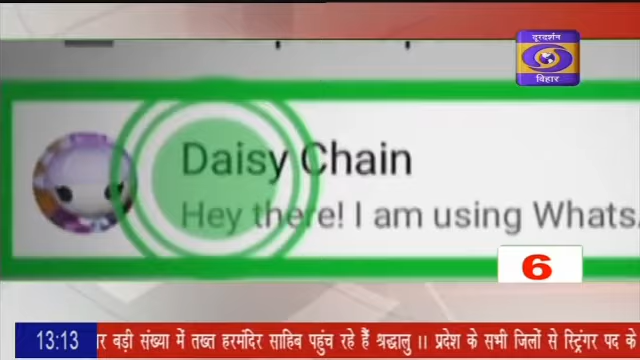 दूरदर्शन
बिहार
Daisy Chain
Hey there! I am using Whats
6
13:13 बड़ी संख्या में तख्त हरमंदिर साहिब पहुंच रहे हैं श्रद्धालु || प्रदेश के सभी जिलों से स्ट्रिंगर पद के